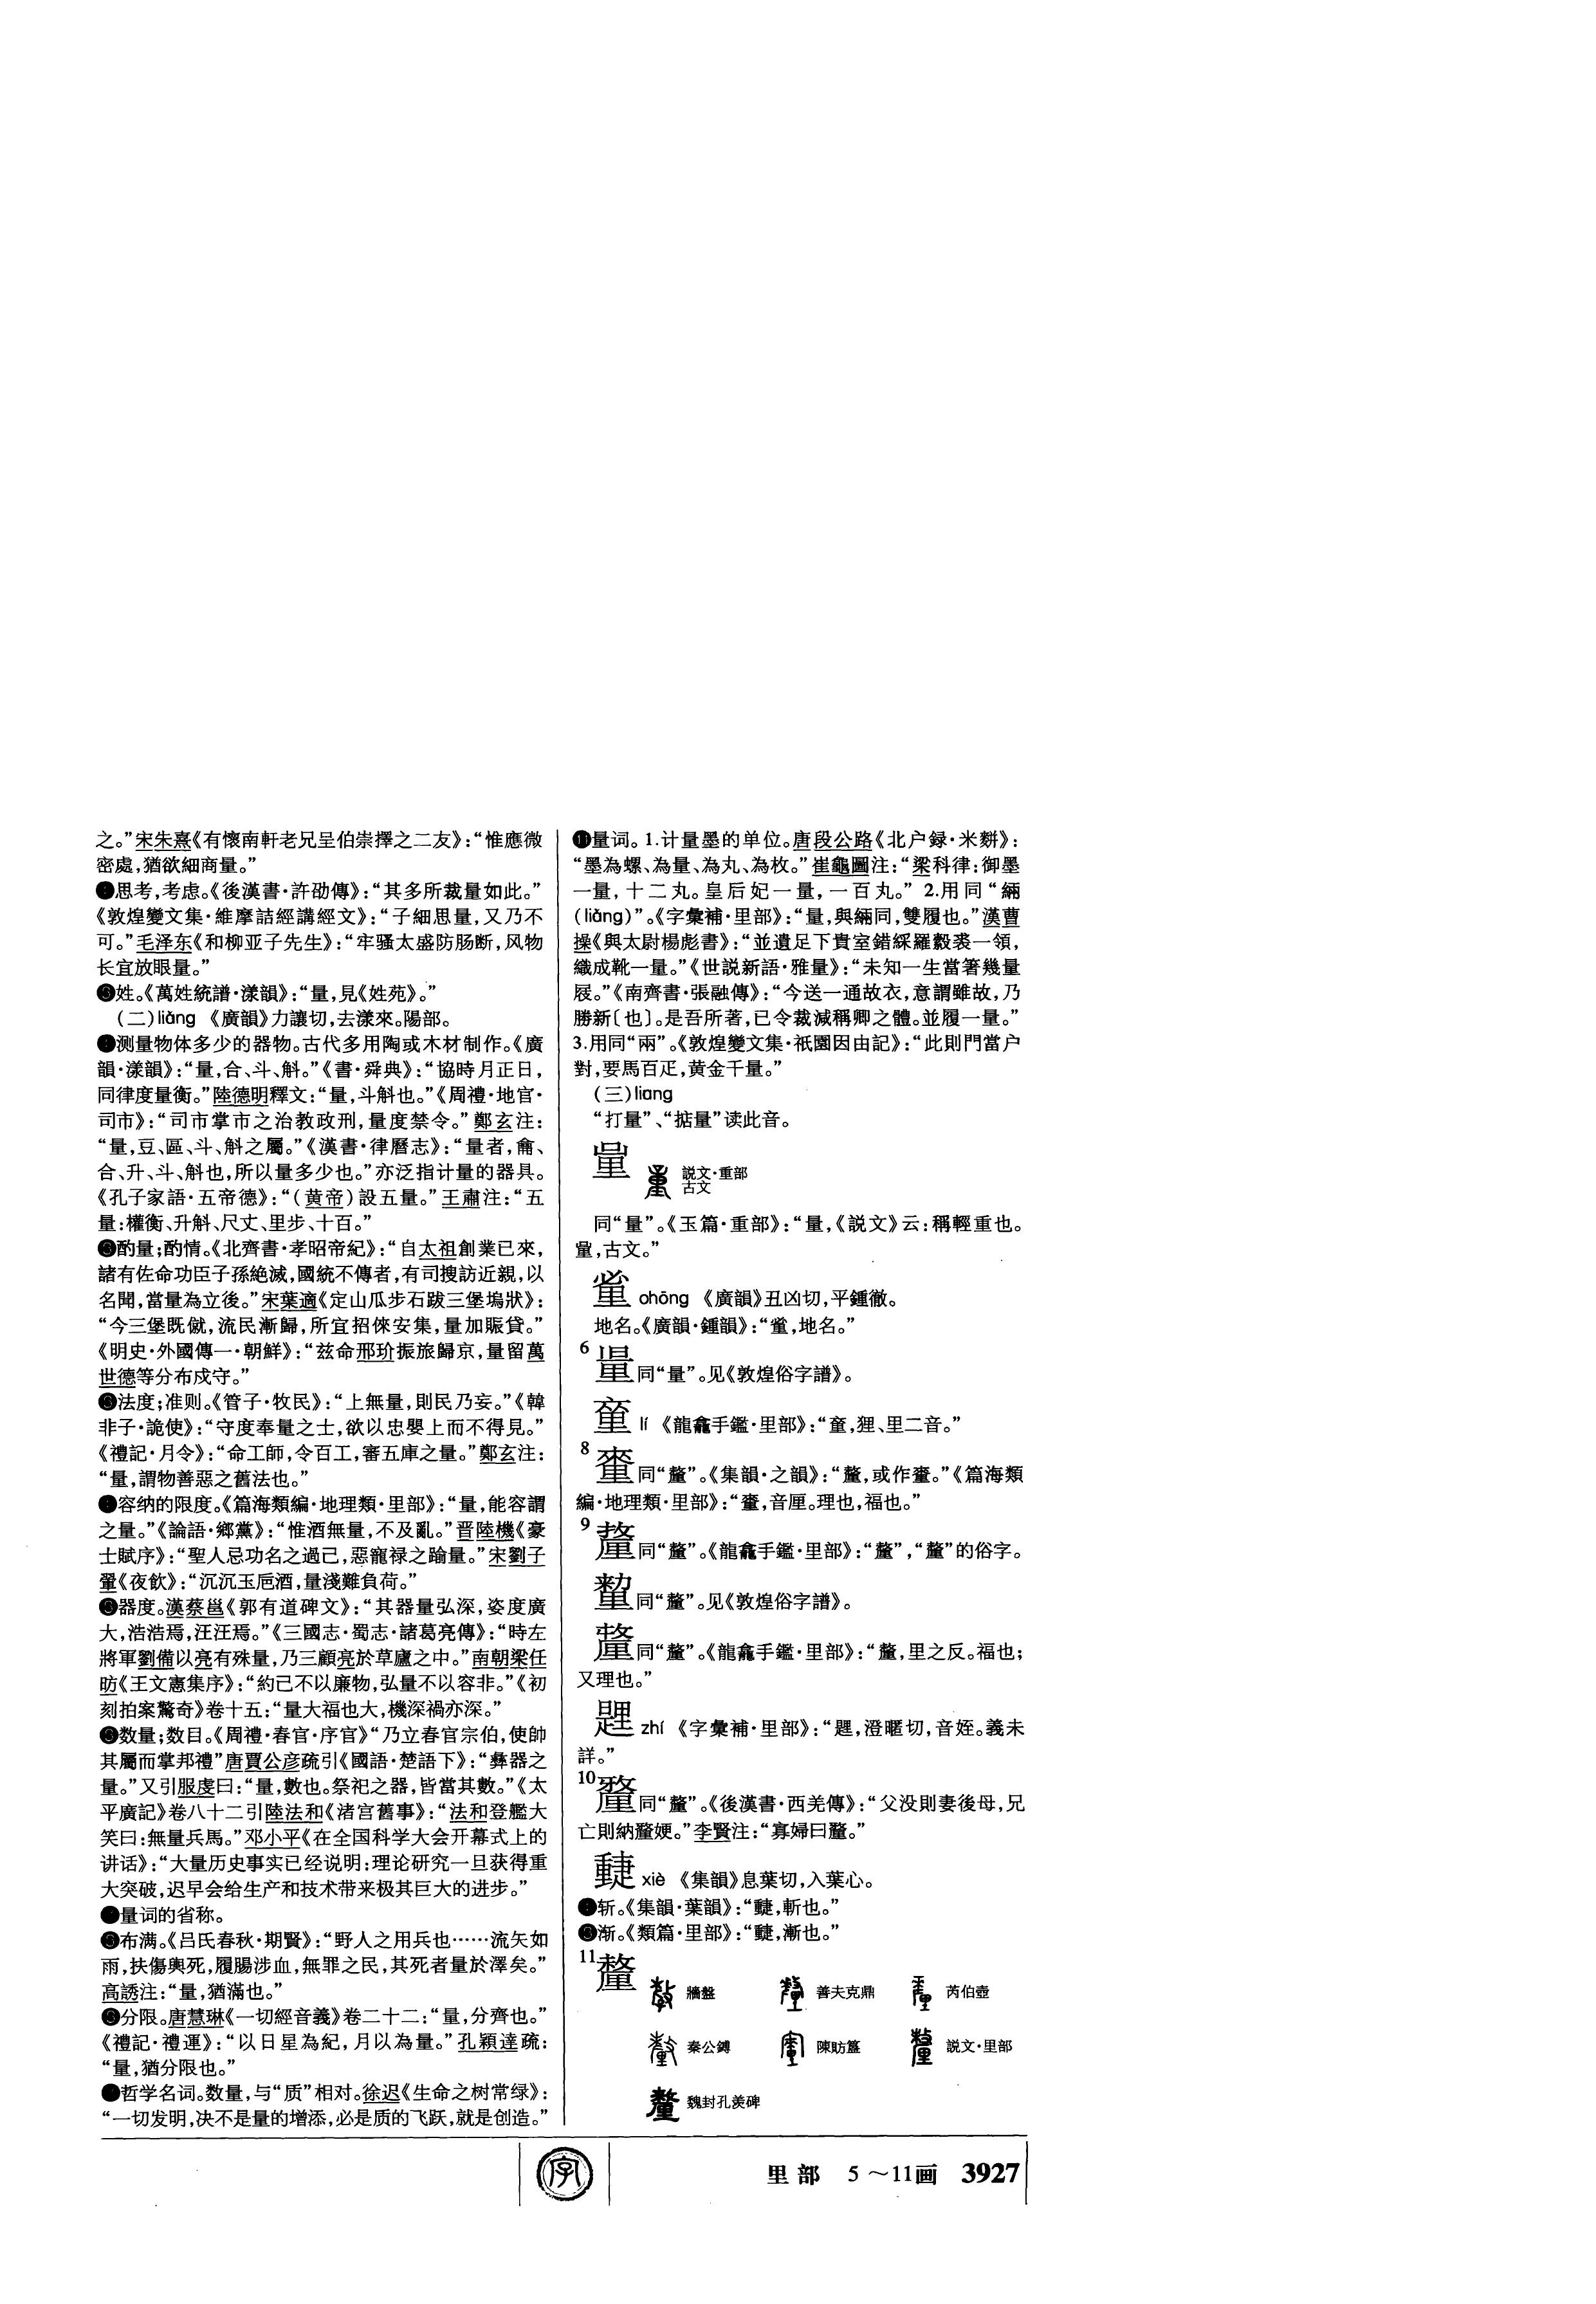 之。”宋朱熹《有懷南軒老兄呈伯崇擇之二友》：“惟應微
密處，猶欲細商量。”
思考，考虑。《後漢書·許劭傳》：“其多所裁量如此。”
《敦煌變文集·維摩詰經講經文》：“子細思量，又乃不
可。”毛泽东《和柳亚子先生》：“牢骚太盛防肠断，风物
长宜放眼量。”
姓。《萬姓統譜·漾韻》：“量，見《姓苑》。”
（二）liǎng 《廣韻》力讓切，去漾來。陽部。
测量物体多少的器物。古代多用陶或木材制作。《廣
韻·漾韻》：“量，合、斗、斛。”《書·舜典》：“協時月正日，
同律度量衡。”陸德明釋文：“量，斗斛也。”《周禮·地官·
司市》：“司市掌市之治教政刑，量度禁令。”鄭玄注：
“量，豆、區、斗、斛之屬。”《漢書·律曆志》：“量者，龠、
合、升、斗、斛也，所以量多少也。”亦泛指计量的器具。
《孔子家語·五帝德》：“（黄帝）設五量。”王肅注：“五
量：權衡、升斛、尺丈、里步、十百。”
酌量；酌情。《北齊書·孝昭帝紀》：“自太祖創業已來，
諸有佐命功臣子孫絶滅，國統不傳者，有司搜訪近親，以
名聞，當量為立後。”宋葉適《定山瓜步石跋三堡塢狀》：
“今三堡既僦，流民漸歸，所宜招倈安集，量加賑貸。”
《明史·外國傳一·朝鮮》：“兹命邢玠振旅歸京，量留萬
世德等分布戍守。”
法度；准则。《管子·牧民》：“上無量，則民乃妄。”《韓
非子·詭使》：“守度奉量之士，欲以忠嬰上而不得見。”
《禮記·月令》：“命工師，令百工，審五庫之量。”鄭玄注：
“量，謂物善惡之舊法也。”
容纳的限度。《篇海類編·地理類·里部》：“量，能容謂
之量。”《論語·鄉黨》：“惟酒無量，不及亂。”晋陸機《豪
士賦序》：“聖人忌功名之過己，惡寵禄之踰量。”宋劉子
翬《夜飲》：“沉沉玉巵酒，量淺難負荷。”
器度。漢蔡邕《郭有道碑文》：“其器量弘深，姿度廣
大，浩浩焉，汪汪焉。”《三國志·蜀志·諸葛亮傳》：“時左
將軍劉備以亮有殊量，乃三顧亮於草廬之中。”南朝梁任
昉《王文憲集序》：“約己不以廉物，弘量不以容非。”《初
刻拍案驚奇》卷十五：“量大福也大，機深禍亦深。”
数量；数目。《周禮·春官·序官》“乃立春官宗伯，使帥
其屬而掌邦禮”唐賈公彦疏引《國語·楚語下》：“彝器之
量。”又引服虔曰：“量，數也。祭祀之器，皆當其數。”《太
平廣記》卷八十二引陸法和《渚宫舊事》：“法和登艦大
笑曰：無量兵馬。”邓小平《在全国科学大会开幕式上的
讲话》：“大量历史事实已经说明：理论研究一旦获得重
大突破，迟早会给生产和技术带来极其巨大的进步。”
量词的省称。
布满。《吕氏春秋·期賢》：“野人之用兵也……流矢如
雨，扶傷輿死，履腸涉血，無罪之民，其死者量於澤矣。”
高誘注：“量，猶滿也。”
分限。唐慧琳《一切經音義》卷二十二：“量，分齊也。”
《禮記·禮運》：“以日星為紀，月以為量。”孔穎達疏：
“量，猶分限也。”
哲学名词。数量，与“质”相对。徐迟《生命之树常绿》：
“一切发明，决不是量的增添，必是质的飞跃，就是创造。”
⓫量词。1.计量墨的单位。唐段公路《北户録·米麨》：
“墨為螺、為量、為丸、為枚。”崔龜圖注：“梁科律：御墨
一量，十二丸。皇后妃一量，一百丸。” 2.用同“緉
（liǎng）”。《字彙補·里部》：“量，與緉同，雙履也。”漢曹
操《與太尉楊彪書》：“並遺足下貴室錯綵羅縠裘一領，
織成靴一量。”《世説新語·雅量》：“未知一生當箸幾量
屐。”《南齊書·張融傳》：“今送一通故衣，意謂雖故，乃
勝新〔也〕。是吾所著，已令裁減稱卿之體。並履一量。”
3.用同“兩”。《敦煌變文集·祇園因由記》：“此則門當户
對，要馬百疋，黄金千量。”
（三）liang
“打量”、“掂量”读此音。
説文·重部
古文
同“量”。《玉篇·重部》：“量，《説文》云：稱輕重也。
，古文。”
chōng 《廣韻》丑凶切，平鍾徹。
地名。《廣韻·鍾韻》：“，地名。”
6 同“量”。见《敦煌俗字譜》。
lí 《龍龕手鑑·里部》：“，狸、里二音。”
8 同“釐”。《集韻·之韻》：“釐，或作。”《篇海類
編·地理類·里部》：“，音厘。理也，福也。”
9 同“釐”。《龍龕手鑑·里部》：“”，“釐”的俗字。
同“釐”。见《敦煌俗字譜》。
同“釐”。《龍龕手鑑·里部》：“，里之反。福也；
又理也。”
zhí 《字彙補·里部》：“，澄暱切，音姪。義未
詳。”
10 同“釐”。《後漢書·西羌傳》：“父没則妻後母，兄
亡則納嫂。”李賢注：“寡婦曰。”
xiè 《集韻》息葉切，入葉心。
斩。《集韻·葉韻》：“，斬也。”
渐。《類篇·里部》：“，漸也。”
11 釐 牆盤 善夫克鼎 芮伯壺
秦公鎛 陳眆簋 説文·里部
魏封孔羡碑
字
里部 5～11画 3927